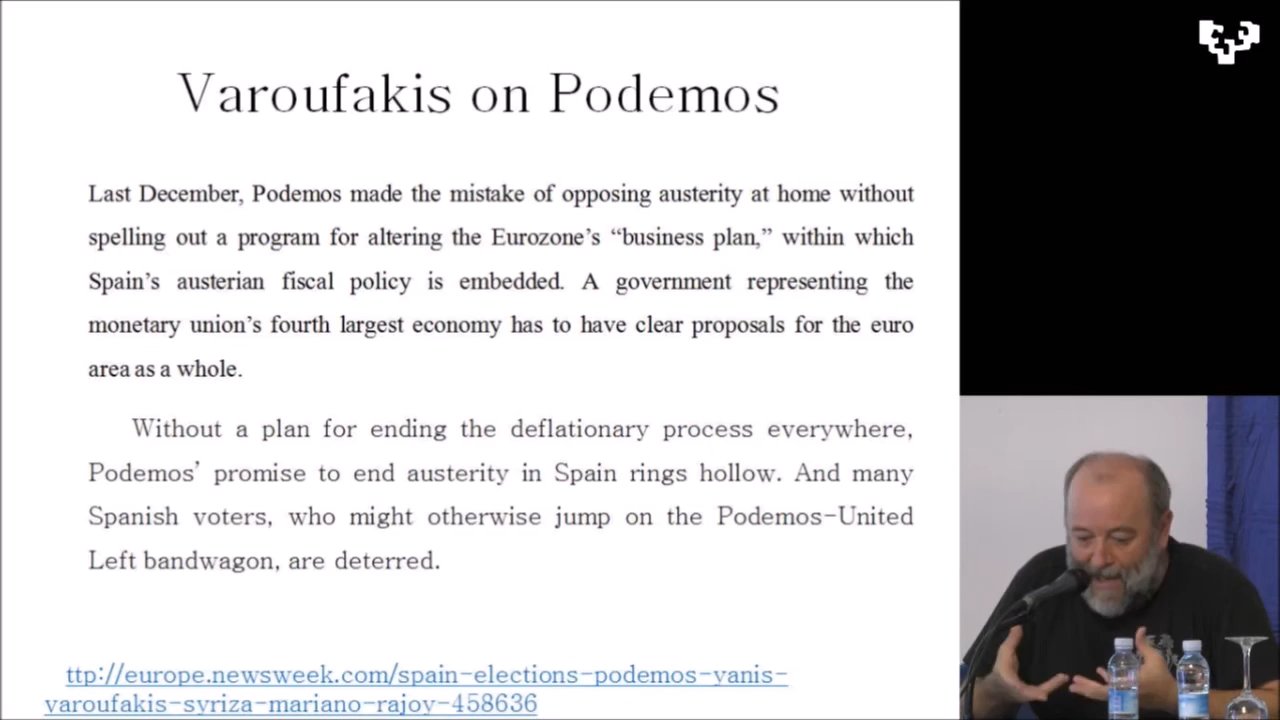 Varoufakis on Podemos
Last December, Podemos made the mistake of opposing austerity at home without
spelling out a program for altering the Eurozone’s “business plan,” within which
Spain’s austerian fiscal policy is embedded. A government representing the
monetary union’s fourth largest economy has to have clear proposals for the euro
area as a whole.
Without a plan for ending the deflationary process everywhere,
Podemos’ promise to end austerity in Spain rings hollow. And many
Spanish voters, who might otherwise jump on the Podemos-United
Left bandwagon, are deterred.
ttp://europe.newsweek.com/spain-elections-podemos-yanis-
varoufakis-syriza-mariano-rajoy-458636